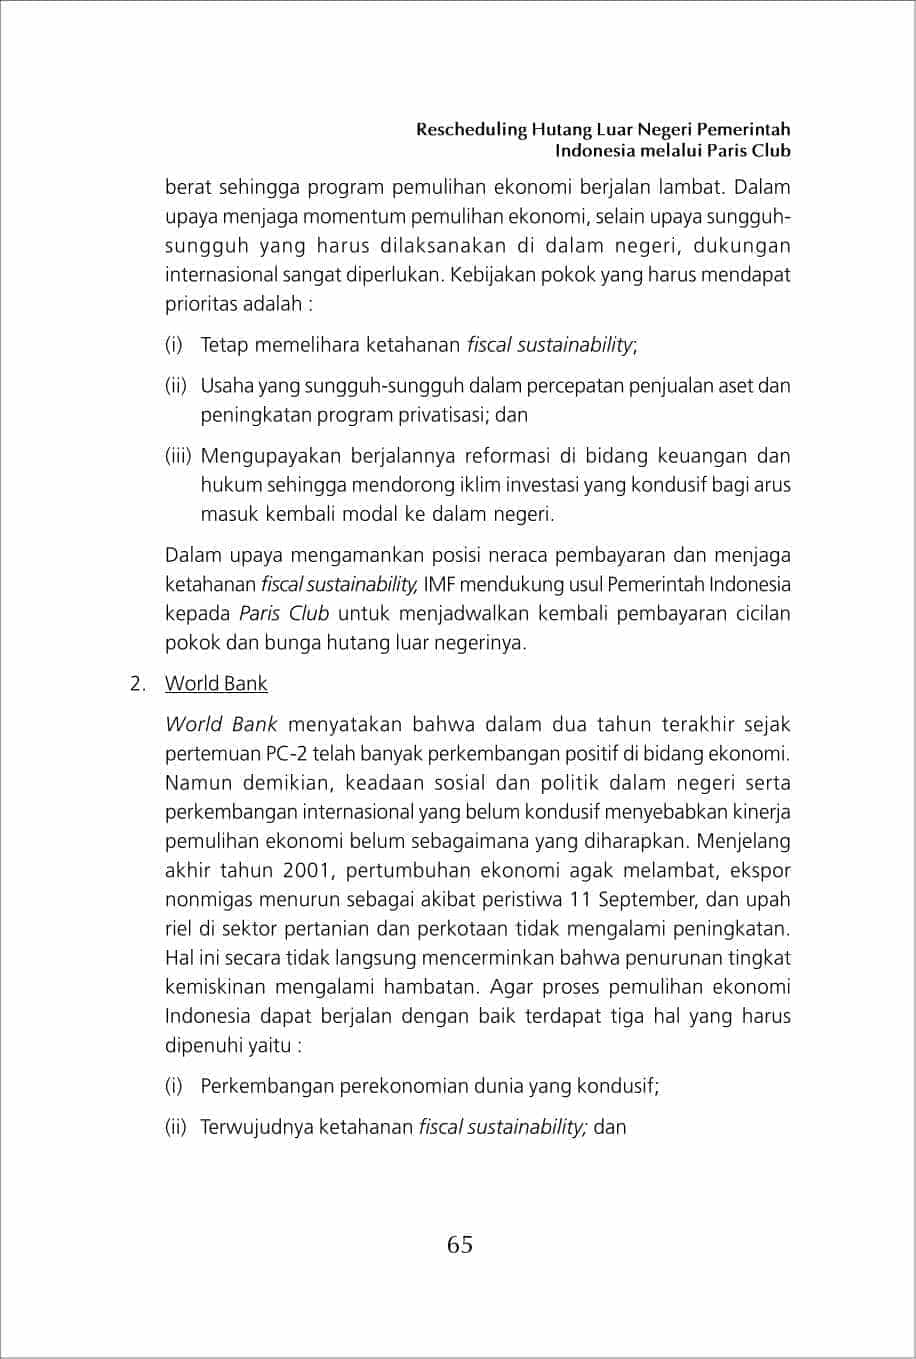 Rescheduling Hutang Luar Negeri Pemerintah
Indonesia melalui Paris Club
berat sehingga program pemulihan ekonomi berjalan lambat. Dalam
upaya menjaga momentum pemulihan ekonomi, selain upaya sungguh-
sungguh yang harus dilaksanakan di dalam negeri, dukungan
internasional sangat diperlukan. Kebijakan pokok yang harus mendapat
prioritas adalah :
(i) Tetap memelihara ketahanan fiscal sustainability;
(ii) Usaha yang sungguh-sungguh dalam percepatan penjualan aset dan
peningkatan program privatisasi; dan
(iii) Mengupayakan berjalannya reformasi di bidang keuangan dan
hukum sehingga mendorong iklim investasi yang kondusif bagi arus
masuk kembali modal ke dalam negeri.
Dalam upaya mengamankan posisi neraca pembayaran dan menjaga
ketahanan fiscal sustainability, IMF mendukung usul Pemerintah Indonesia
kepada Paris Club untuk menjadwalkan kembali pembayaran cicilan
pokok dan bunga hutang luar negerinya.
2. World Bank
World Bank menyatakan bahwa dalam dua tahun terakhir sejak
pertemuan PC-2 telah banyak perkembangan positif di bidang ekonomi.
Namun demikian, keadaan sosial dan politik dalam negeri serta
perkembangan internasional yang belum kondusif menyebabkan kinerja
pemulihan ekonomi belum sebagaimana yang diharapkan. Menjelang
akhir tahun 2001, pertumbuhan ekonomi agak melambat, ekspor
nonmigas menurun sebagai akibat peristiwa 11 September, dan upah
riel di sektor pertanian dan perkotaan tidak mengalami peningkatan.
Hal ini secara tidak langsung mencerminkan bahwa penurunan tingkat
kemiskinan mengalami hambatan. Agar proses pemulihan ekonomi
Indonesia dapat berjalan dengan baik terdapat tiga hal yang harus
dipenuhi yaitu :
(i) Perkembangan perekonomian dunia yang kondusif;
(ii) Terwujudnya ketahanan fiscal sustainability; dan
65